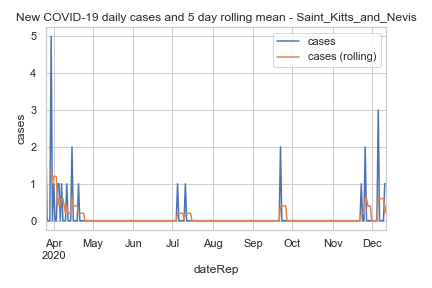 New COVID-19 daily cases and 5 day rolling mean - Saint_Kitts_and_Nevis
cases
cases (rolling)
5
4
3
2
1
0
cases
Apr May Jun Jul Aug Sep Oct Nov Dec
2020
dateRep